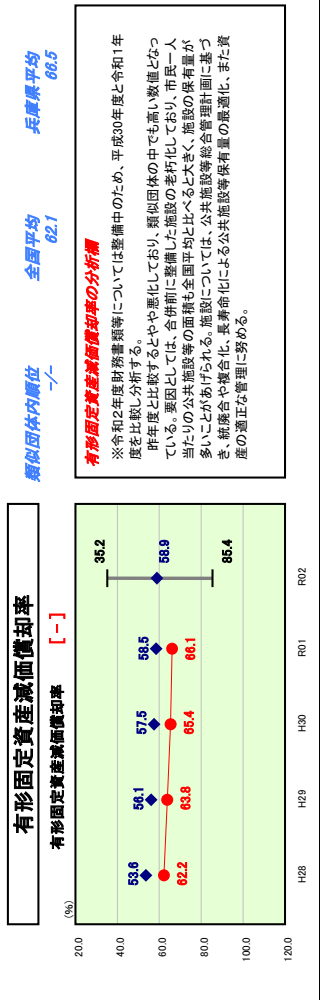 有形固定資産減価償却率
有形固定資産減価償却率 [ - ]
(%)
20.0
40.0
60.0
80.0
100.0
120.0
53.6
56.1
57.5
58.5
58.9
62.2
63.8
65.4
66.1
35.2
85.4
H28
H29
H30
R01
R02
類似団体内順位
-/-
全国平均
62.1
兵庫県平均
66.5
有形固定資産減価償却率の分析欄
※令和2年度財務書類等については整備中のため、平成30年度と令和1年
度を比較し分析する。
昨年度と比較するとやや悪化しており、類似団体の中でも高い数値となっ
ている。要因としては、合併前に整備した施設の老朽化しており、市民一人
当たりの公共施設等の面積も全国平均と比べると大きく、施設の保有量が
多いことがあげられる。施設については、公共施設等総合管理計画に基づ
き、統廃合や複合化、長寿命化による公共施設等保有量の最適化、また資
産の適正な管理に努める。